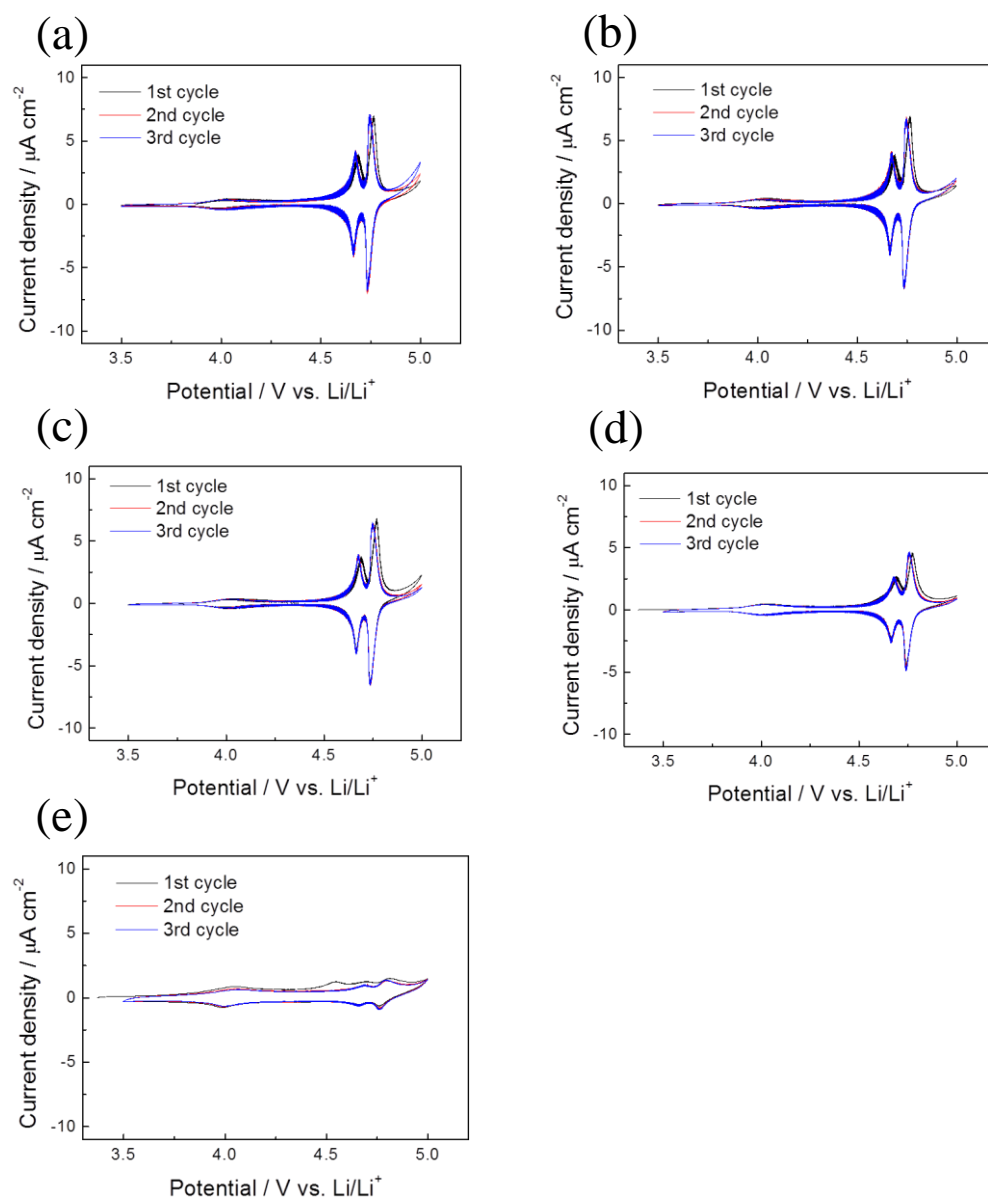 (a)
10
5
0
-5
-10
Current density / μA cm-2
1st cycle
2nd cycle
3rd cycle
3.5 4.0 4.5 5.0
Potential / V vs. Li/Li+
(b)
10
5
0
-5
-10
Current density / μA cm-2
1st cycle
2nd cycle
3rd cycle
3.5 4.0 4.5 5.0
Potential / V vs. Li/Li+
(c)
10
5
0
-5
-10
Current density / μA cm-2
1st cycle
2nd cycle
3rd cycle
3.5 4.0 4.5 5.0
Potential / V vs. Li/Li+
(d)
10
5
0
-5
-10
Current density / μA cm-2
1st cycle
2nd cycle
3rd cycle
3.5 4.0 4.5 5.0
Potential / V vs. Li/Li+
(e)
10
5
0
-5
-10
Current density / μA cm-2
1st cycle
2nd cycle
3rd cycle
3.5 4.0 4.5 5.0
Potential / V vs. Li/Li+